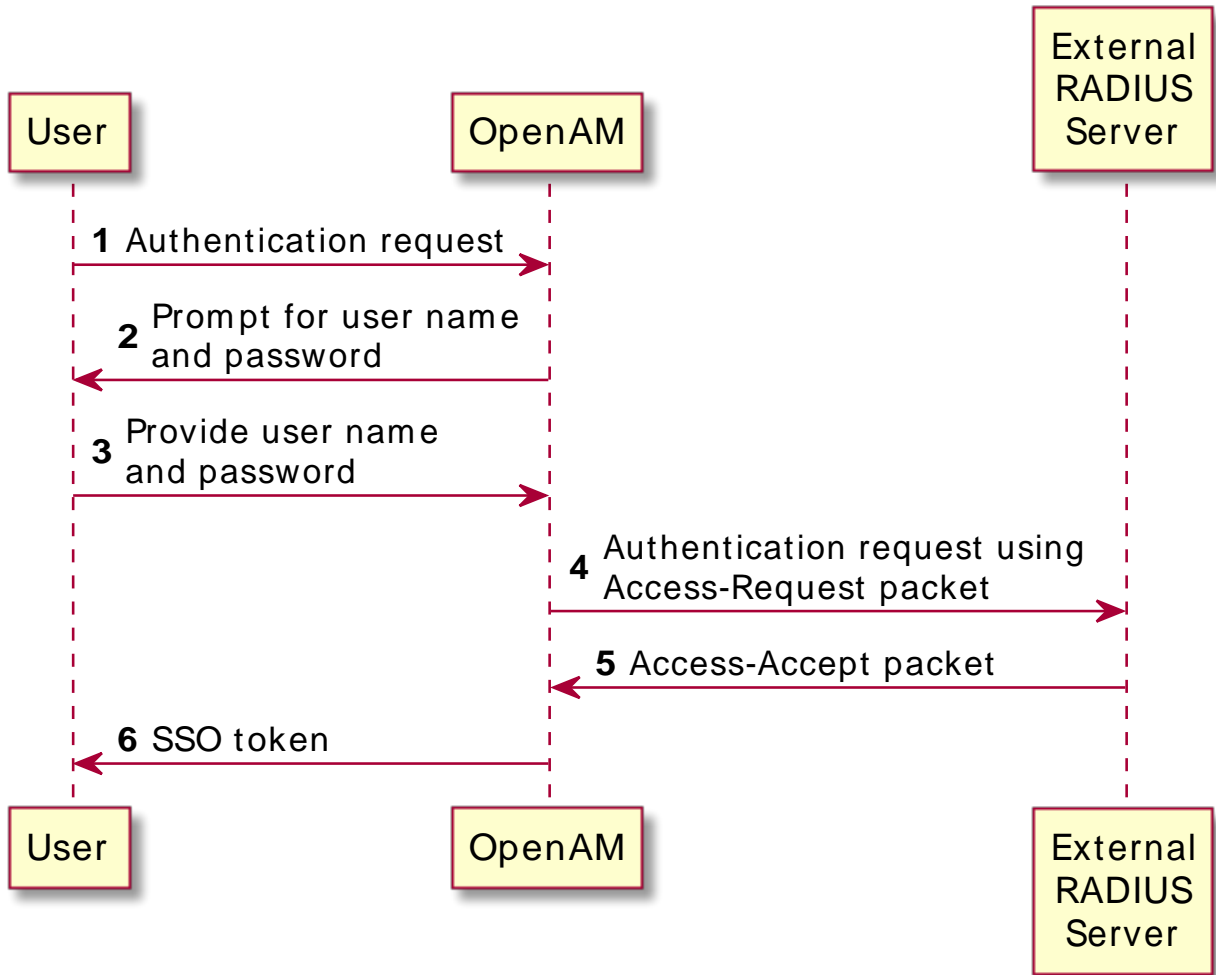 External
RADIUS
Server
User
OpenAM
1 Authentication request
2 Prompt for user name
and password
3 Provide user name
and password
4 Authentication request using
Access-Request packet
5 Access-Accept packet
6 SSO token
User
OpenAM
External
RADIUS
Server